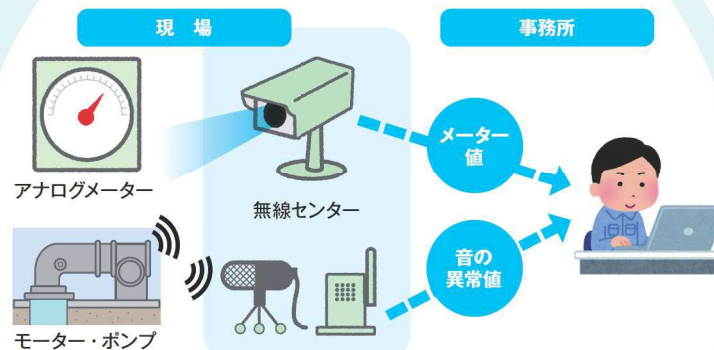 現 場
事務所
アナログメーター
無線センター
メーター
値
音の
異常値
モーター・ポンプ